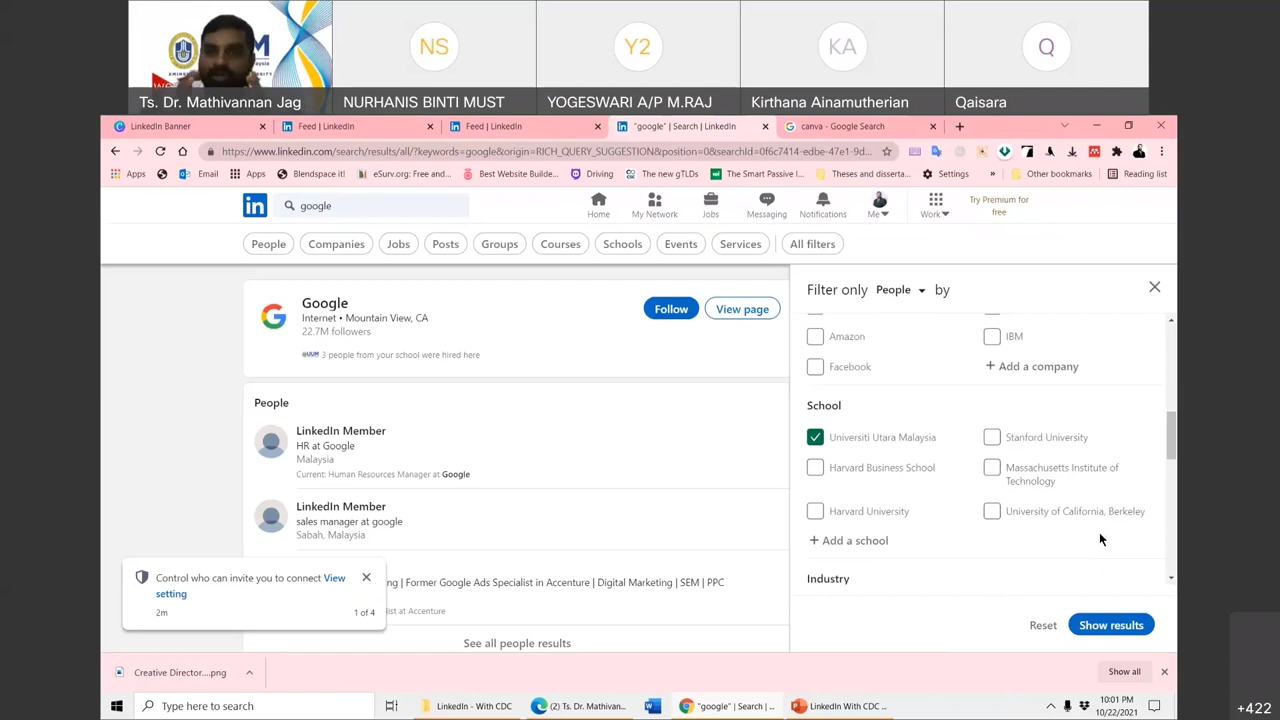 NS
Y2
KA
Q
Ts. Dr. Mathivannan Jag
NURHANIS BINTI MUST
YOGESWARI A/P M.RAJ
Kirthana Ainamutherian
Qaisara
LinkedIn Banner
Feed | LinkedIn
Feed | LinkedIn
"google" | Search | LinkedIn
canva - Google Search
https://www.linkedin.com/search/results/all/?keywords=google&origin=RICH_QUERY_SUGGESTION&position=0&searchId=0f6c7414-edbe-47e1-9d...
Apps
Email
Apps
Blendspace it!
eSurv.org: Free and...
Best Website Builde...
Driving
The new gTLDs
The Smart Passive I...
Theses and disserta...
Settings
Other bookmarks
Reading list
google
Home
My Network
Jobs
Messaging
Notifications
Me
Work
Try Premium for
free
People
Companies
Jobs
Posts
Groups
Courses
Schools
Events
Services
All filters
Google
Internet • Mountain View, CA
22.7M followers
3 people from your school were hired here
Follow
View page
People
LinkedIn Member
HR at Google
Malaysia
Current: Human Resources Manager at Google
LinkedIn Member
sales manager at google
Sabah, Malaysia
ng | Former Google Ads Specialist in Accenture | Digital Marketing | SEM | PPC
list at Accenture
See all people results
Control who can invite you to connect View
setting
2m
1 of 4
Filter only People by
Amazon
IBM
Facebook
+ Add a company
School
Universiti Utara Malaysia
Stanford University
Harvard Business School
Massachusetts Institute of
Technology
Harvard University
University of California, Berkeley
+ Add a school
Industry
Reset
Show results
Creative Director....png
Show all
Type here to search
LinkedIn - With CDC
(2) Ts. Dr. Mathivan...
"google" | Search | ...
LinkedIn With CDC ...
10:01 PM
10/22/2021
+422